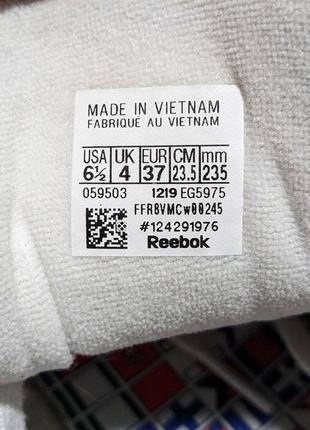 MADE IN VIETNAM
FABRIQUÉ AU VIETNAM
USA UK EUR CM mm
6½ 4 37 23.5 235
059503 1219 EG5975
FFR8VMCw00245
#124291976
Reebok